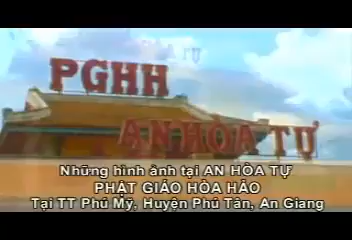 PGHH
AN HÒA TỰ
Những hình ảnh tại AN HÒA TỰ
PHẬT GIÁO HÒA HẢO
Tại TT Phú Mỹ, Huyện Phú Tân, An Giang